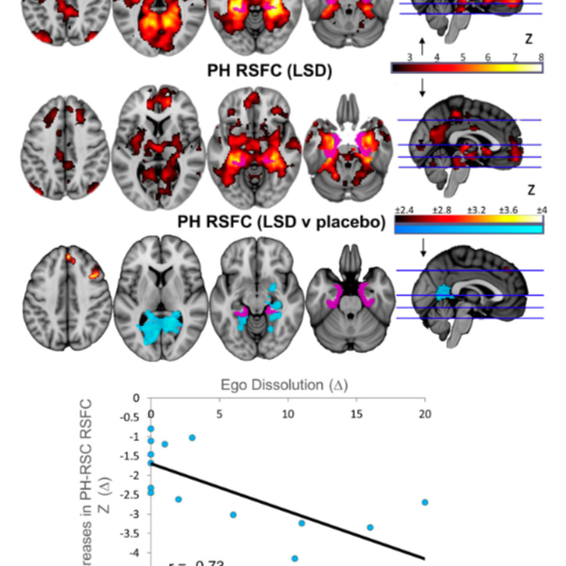 Z
3 4 5 6 7 8
PH RSFC (LSD)
Z
±2.4 ±2.8 ±3.2 ±3.6 ±4
PH RSFC (LSD v placebo)
Ego Dissolution (Δ)
0 5 10 15 20
0
-0.5
-1
-1.5
-2
-2.5
-3
-3.5
-4
reases in PH-RSC RSFC
Z (Δ)